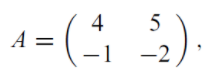 A = ( 4 5
-1 -2 ) ,